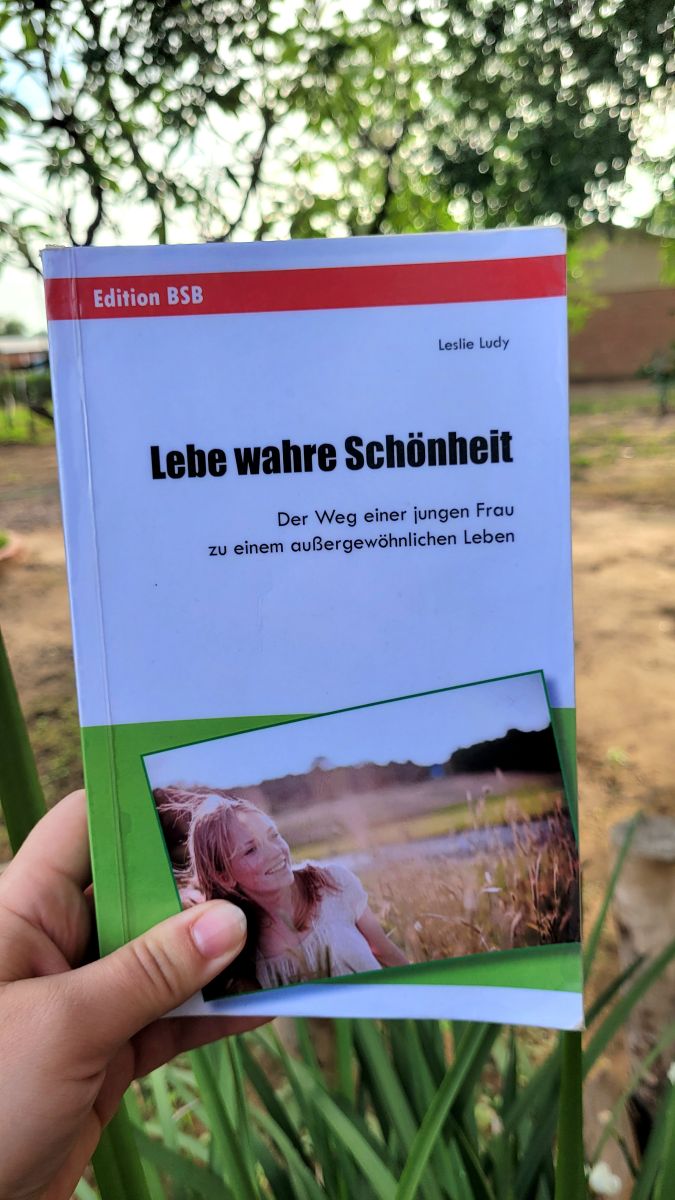 Edition BSB
Leslie Ludy
Lebe wahre Schönheit
Der Weg einer jungen Frau
zu einem außergewöhnlichen Leben